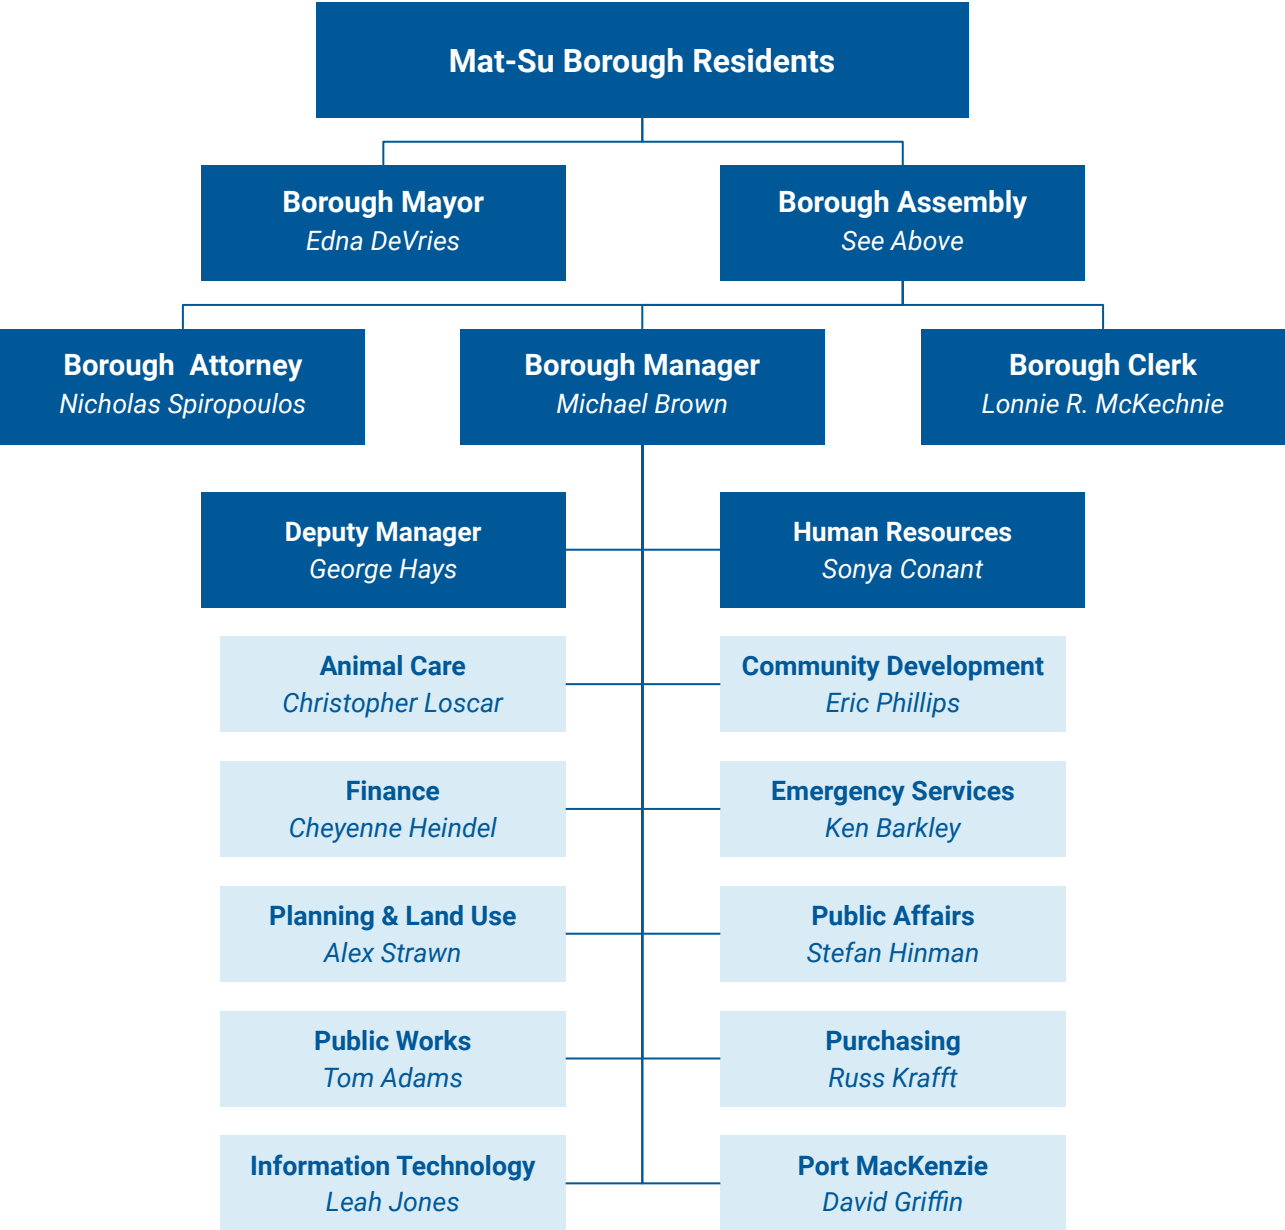 Mat-Su Borough Residents
Borough Mayor
Edna DeVries
Borough Assembly
See Above
Borough  Attorney
Nicholas Spiropoulos
Borough Manager
Michael Brown
Borough Clerk
Lonnie R. McKechnie
Deputy Manager
George Hays
Human Resources
Sonya Conant
Animal Care
Christopher Loscar
Community Development
Eric Phillips
Finance
Cheyenne Heindel
Emergency Services
Ken Barkley
Planning & Land Use
Alex Strawn
Public Affairs
Stefan Hinman
Public Works
Tom Adams
Purchasing
Russ Krafft
Information Technology
Leah Jones
Port MacKenzie
David Griffin